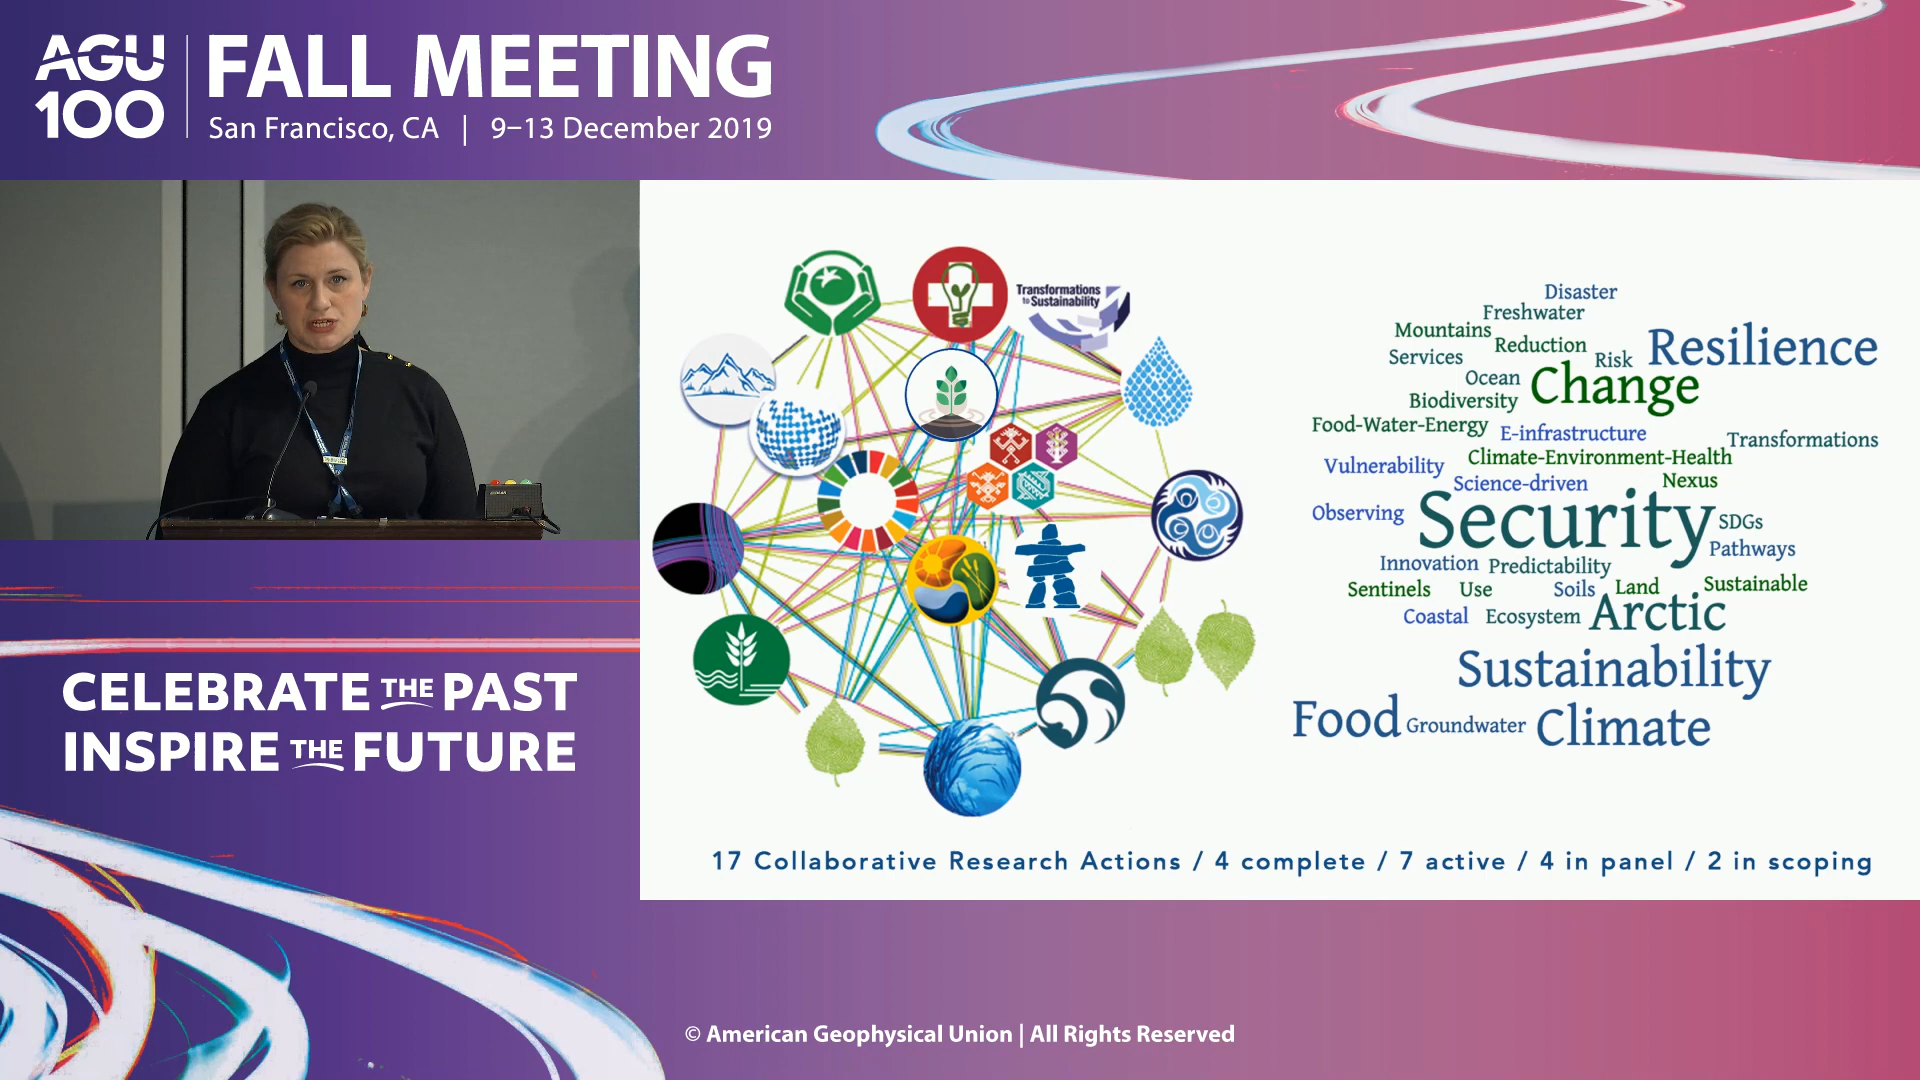 AGU
100
FALL MEETING
San Francisco, CA | 9–13 December 2019
Transformations
to Sustainability
Disaster
Freshwater
Mountains
Reduction
Services
Risk
Resilience
Ocean
Change
Biodiversity
Food-Water-Energy
E-infrastructure
Transformations
Climate-Environment-Health
Vulnerability
Science-driven
Nexus
Observing
Security
SDGs
Pathways
Innovation
Predictability
Sentinels
Use
Soils
Land
Sustainable
Coastal
Ecosystem
Arctic
Sustainability
Food
Groundwater
Climate
17 Collaborative Research Actions / 4 complete / 7 active / 4 in panel / 2 in scoping
CELEBRATE THE PAST
INSPIRE THE FUTURE
© American Geophysical Union | All Rights Reserved